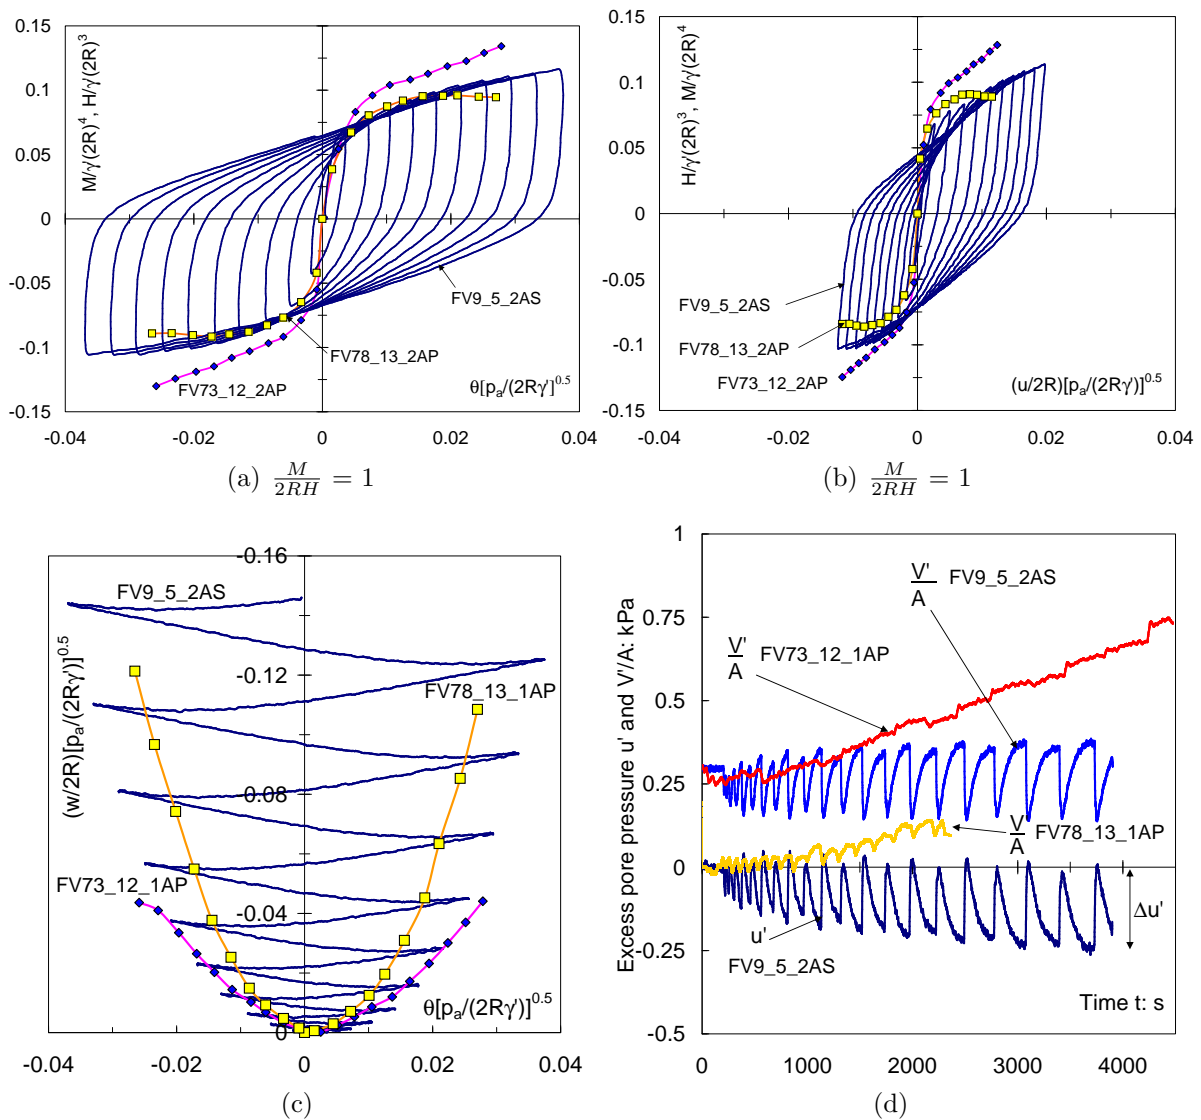 M/γ(2R)⁴, H/γ(2R)³
0.15
0.1
0.05
0
-0.05
-0.1
-0.15
-0.04
-0.02
0
0.02
0.04
FV9_5_2AS
FV78_13_2AP
FV73_12_2AP
θ[pₐ/(2Rγ']^0.5
(a) M/2RH = 1
H/γ(2R)³, M/γ(2R)⁴
0.15
0.1
0.05
0
-0.05
-0.1
-0.15
-0.04
-0.02
0
0.02
0.04
FV9_5_2AS
FV78_13_2AP
FV73_12_2AP
(u/2R)[pₐ/(2Rγ')]^0.5
(b) M/2RH = 1
(w/2R)[pₐ/(2Rγ')]^0.5
-0.16
-0.12
0.08
-0.04
0
-0.04
-0.02
0
0.02
0.04
FV9_5_2AS
FV78_13_1AP
FV73_12_1AP
θ[pₐ/(2Rγ')]^0.5
(c)
Excess pore pressure u' and V'/A: kPa
1
0.75
0.5
0.25
0
-0.25
-0.5
0
1000
2000
3000
4000
V'/A FV9_5_2AS
V'/A FV73_12_1AP
V/A FV78_13_1AP
Δu'
u'
FV9_5_2AS
Time t: s
(d)